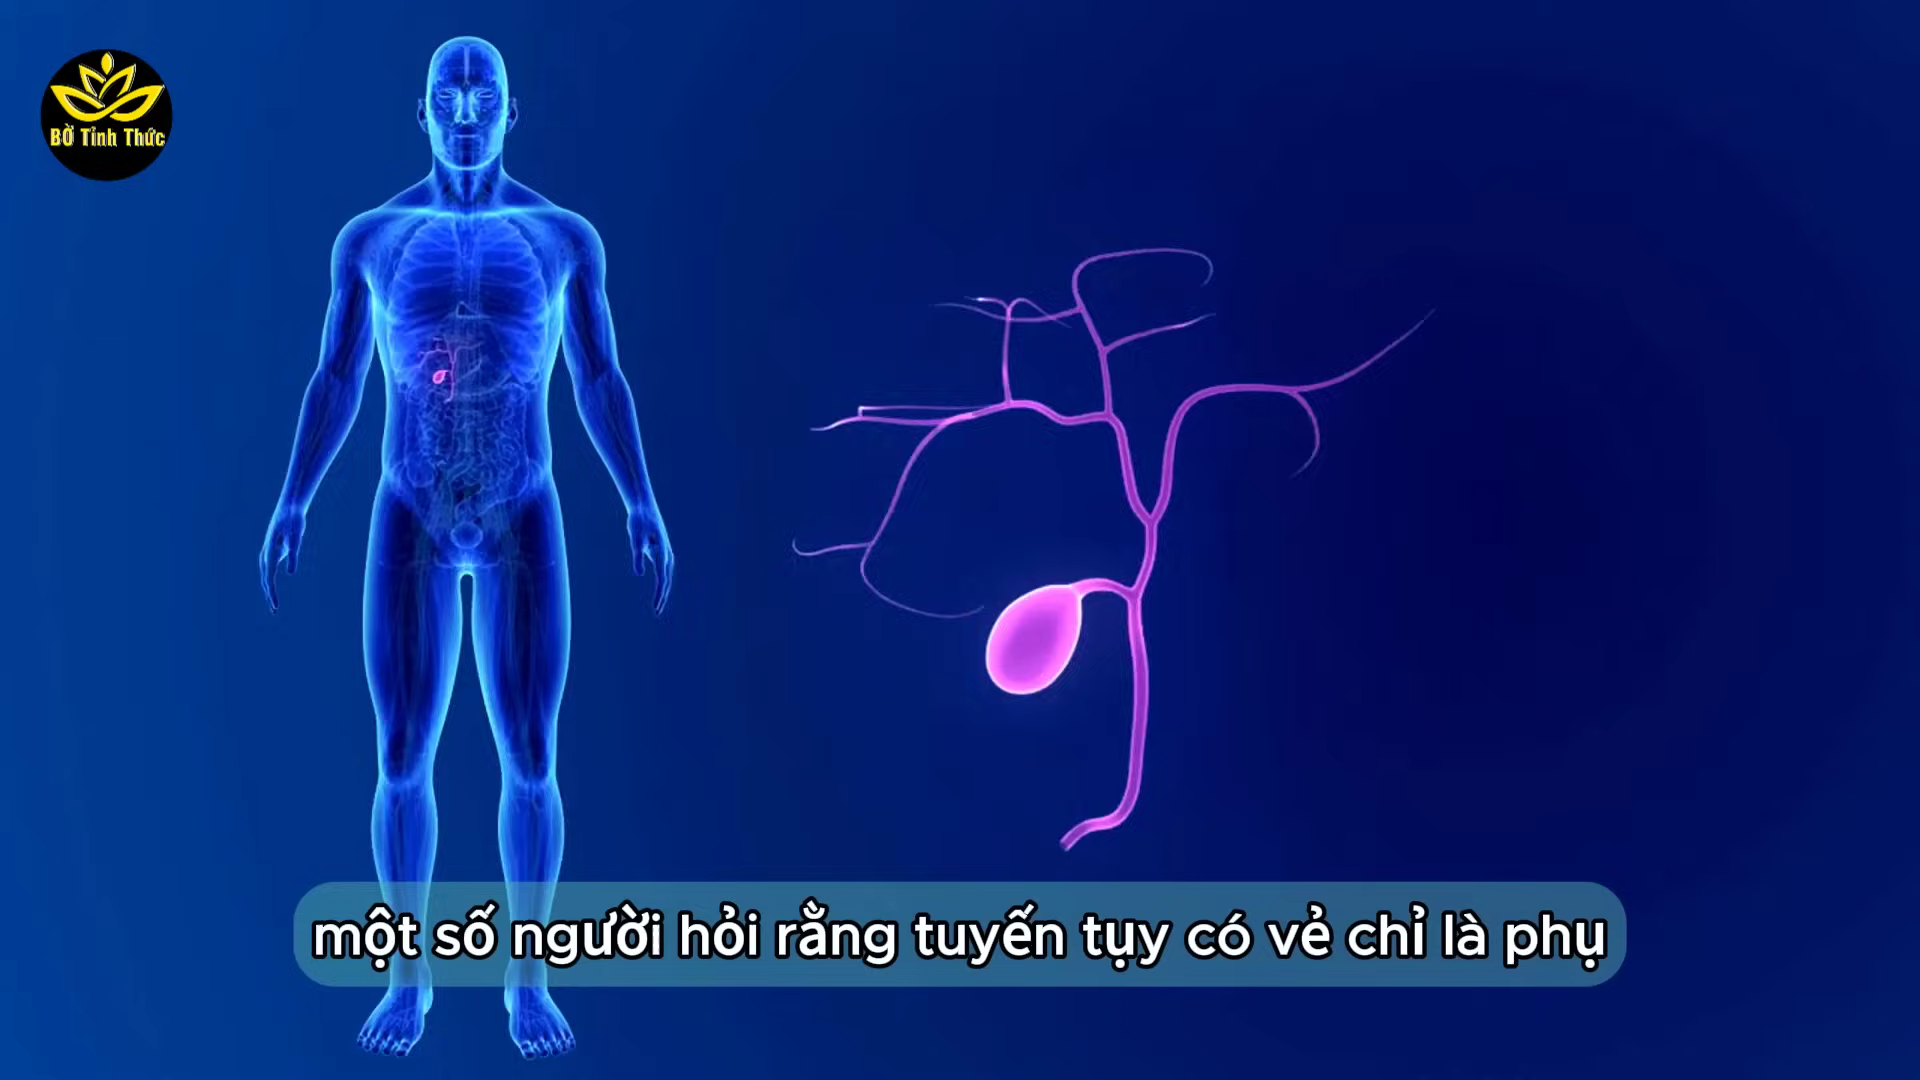 BỜ Tỉnh Thức
một số người hỏi rằng tuyến tụy có vẻ chỉ là phụ